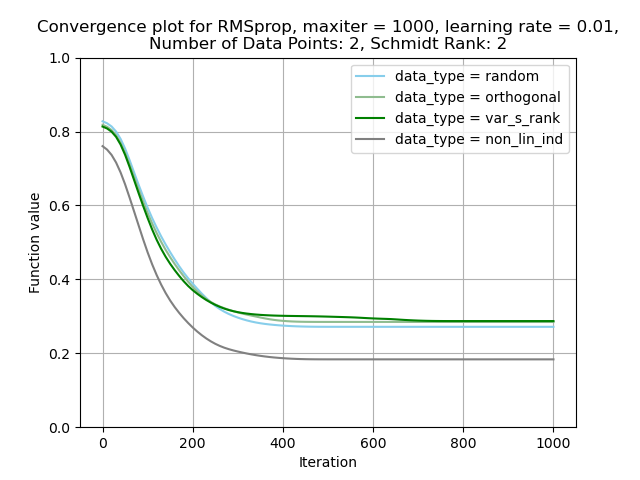 Convergence plot for RMSprop, maxiter = 1000, learning rate = 0.01,
Number of Data Points: 2, Schmidt Rank: 2
data_type = random
data_type = orthogonal
data_type = var_s_rank
data_type = non_lin_ind
Function value
1.0
0.8
0.6
0.4
0.2
0.0
0 200 400 600 800 1000
Iteration